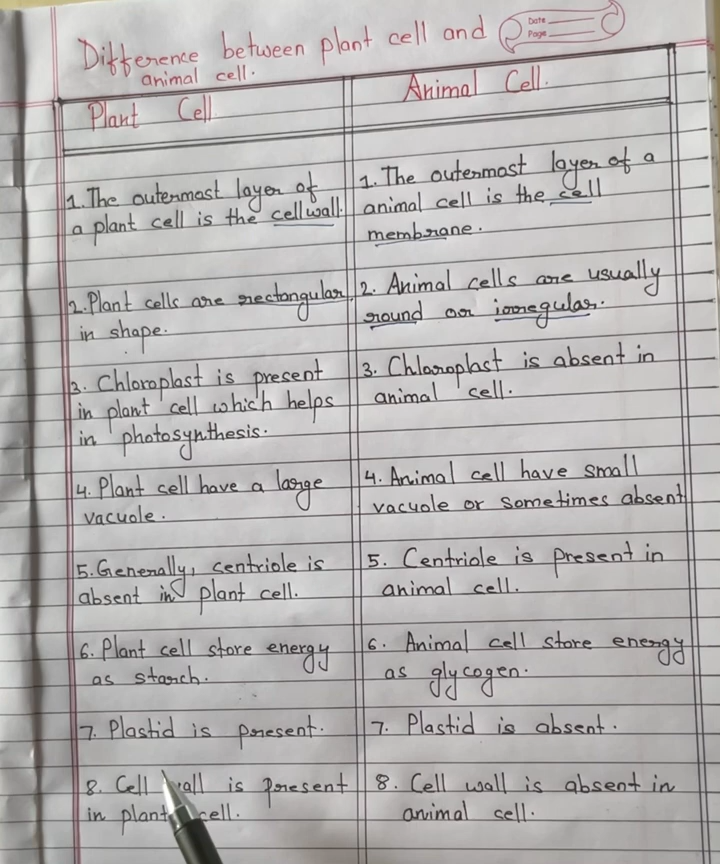 Difference between plant cell and
animal cell.
Date
Page
Plant Cell
Animal Cell.
1. The outermost layer of
a plant cell is the cell wall.
1. The outermost layer of a
animal cell is the cell
membrane.
2. Plant cells are rectangular
in shape.
2. Animal cells are usually
round or irregular.
3. Chloroplast is present
in plant cell which helps
in photosynthesis.
3. Chloroplast is absent in
animal cell.
4. Plant cell have a large
vacuole.
4. Animal cell have small
vacuole or sometimes absent
5. Generally, centriole is
absent in plant cell.
5. Centriole is present in
animal cell.
6. Plant cell store energy
as starch.
6. Animal cell store energy
as glycogen.
7. Plastid is present.
7. Plastid is absent.
8. Cell wall is present
in plant cell.
8. Cell wall is absent in
animal cell.